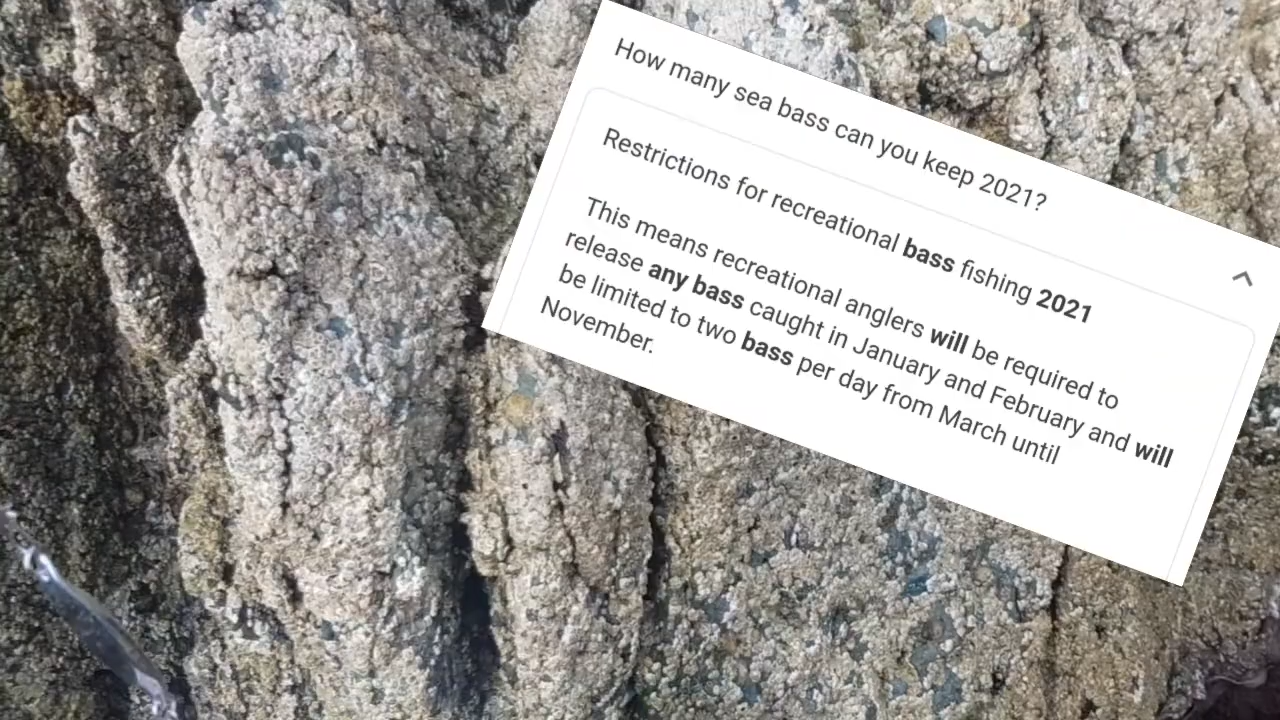 How many sea bass can you keep 2021?
Restrictions for recreational bass fishing 2021
This means recreational anglers will be required to
release any bass caught in January and February and will
be limited to two bass per day from March until
November.